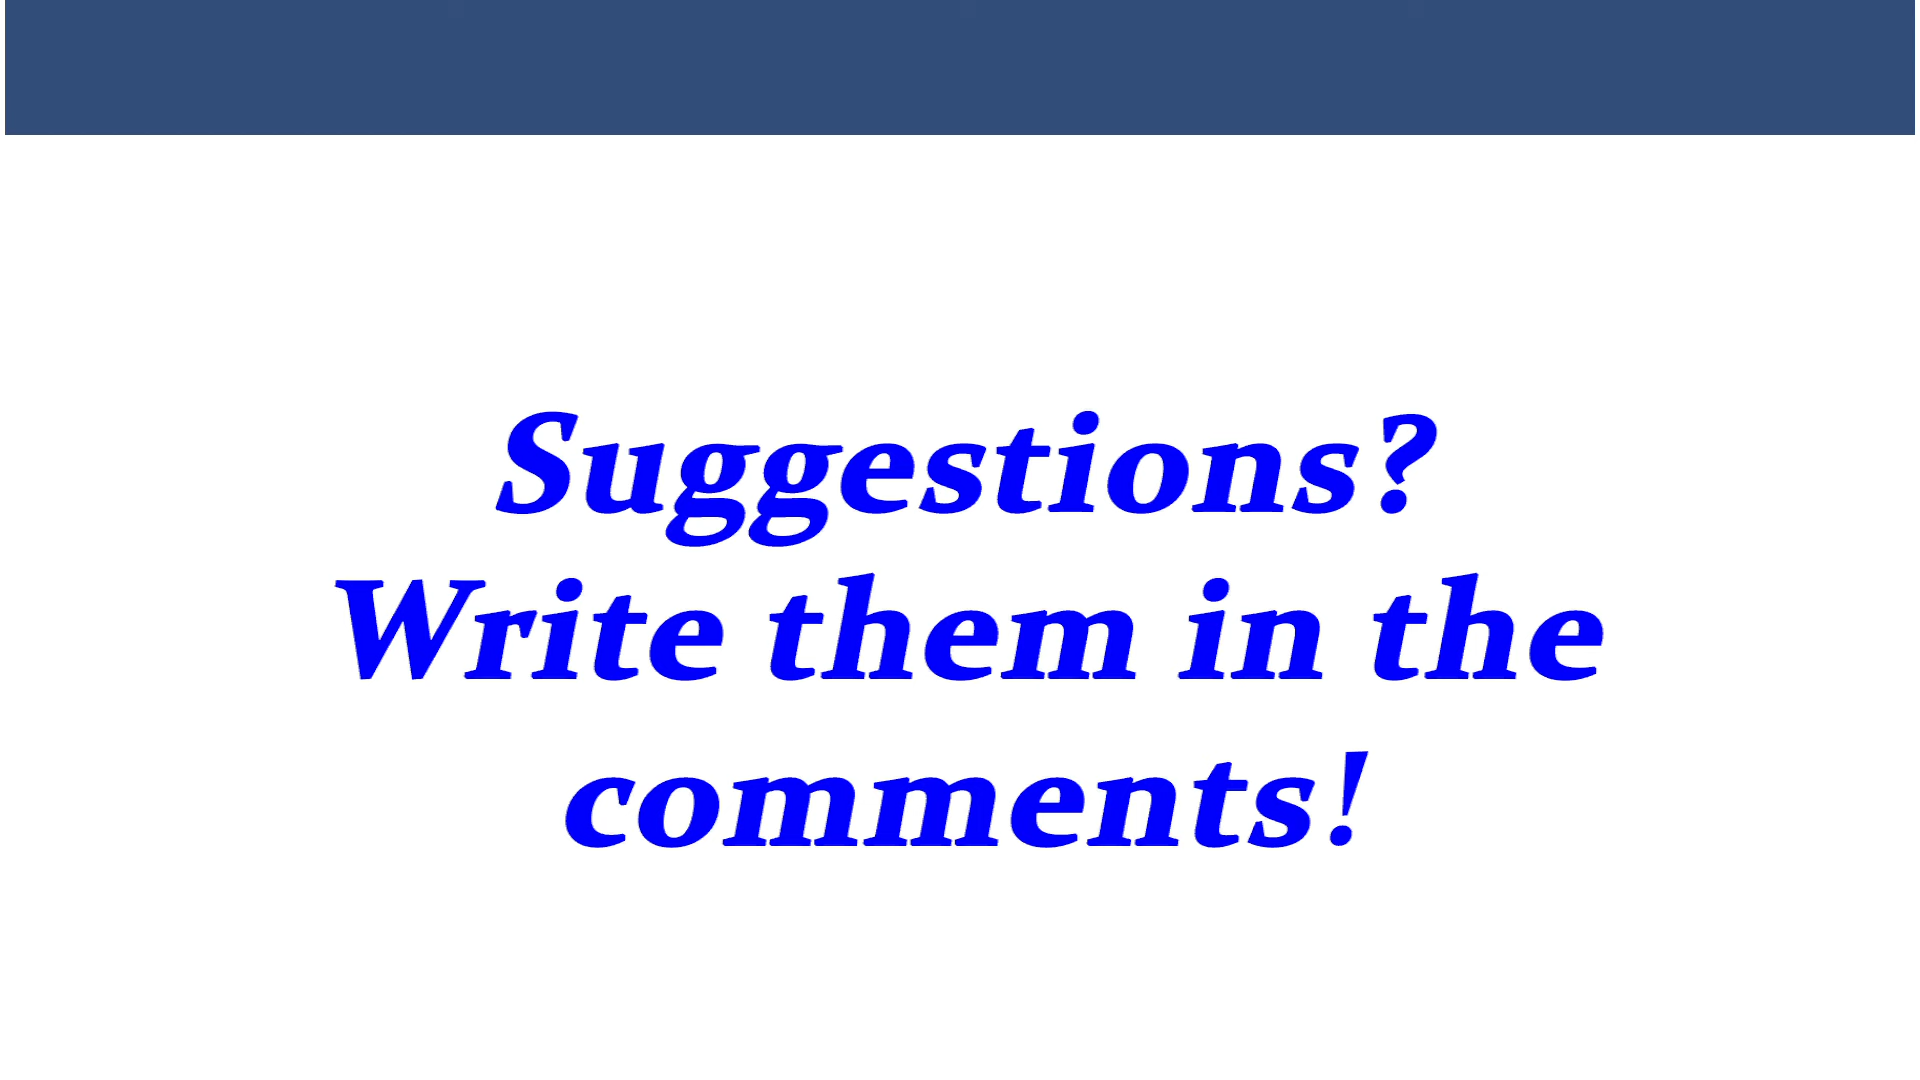 Suggestions?
Write them in the
comments!